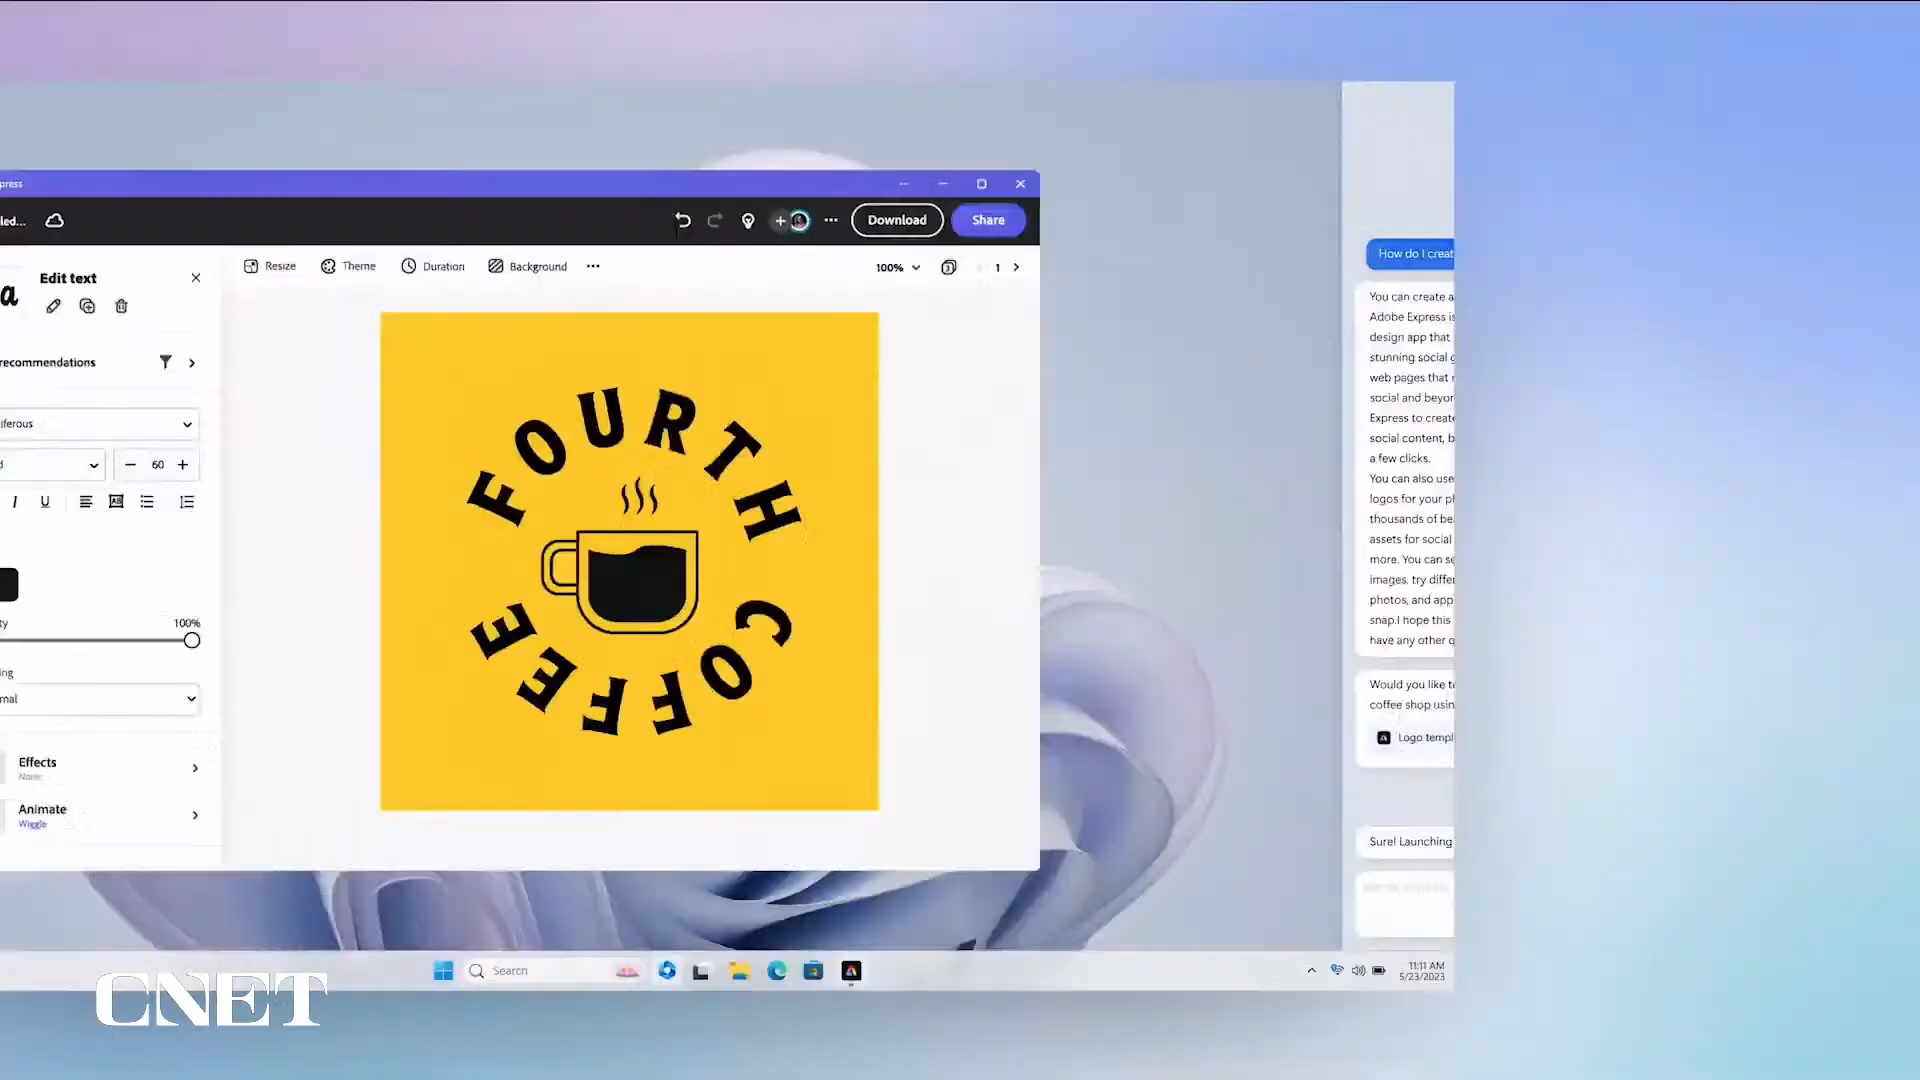 press
led...
Download
Share
Edit text
Resize
Theme
Duration
Background
100%
1
a
recommendations
iferous
d
60
I
U
AB
ty
100%
ing
mal
Effects
None
Animate
Wiggle
FOURTH
COFFEE
How do I creat
You can create a
Adobe Express is
design app that
stunning social g
web pages that
social and beyon
Express to create
social content, b
a few clicks.
You can also use
logos for your p
thousands of be
assets for social
more. You can se
images, try differ
photos, and app
snap.I hope this
have any other q
Would you like t
coffee shop usin
Logo templ
Sure! Launching
Search
11:11 AM
5/23/2023
CNET